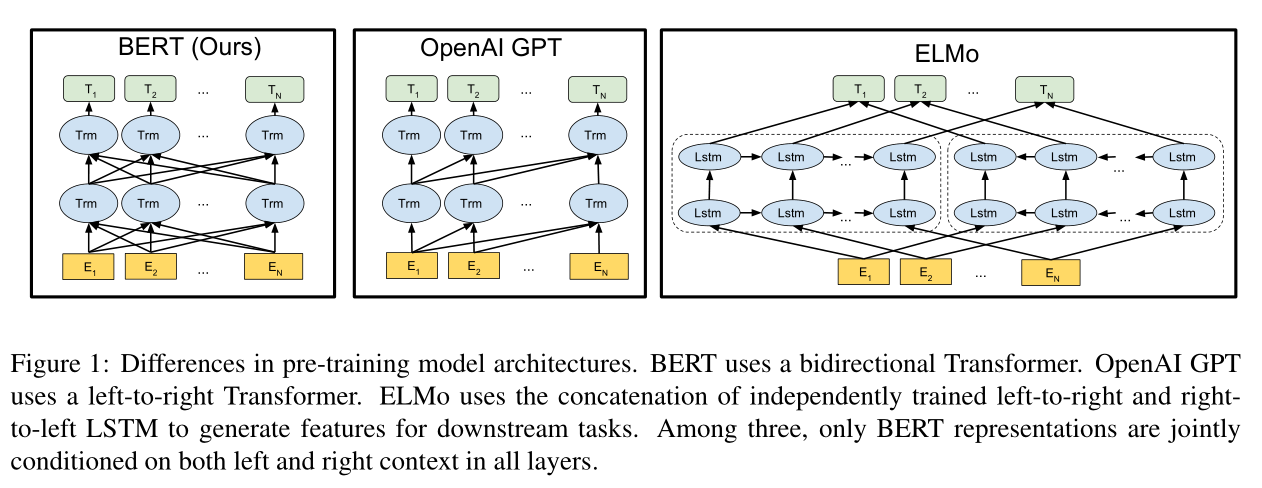 BERT (Ours)
T1 T2 ... TN
Trm Trm ... Trm
Trm Trm ... Trm
E1 E2 ... EN
OpenAI GPT
T1 T2 ... TN
Trm Trm ... Trm
Trm Trm ... Trm
E1 E2 ... EN
ELMo
T1 T2 ... TN
Lstm Lstm ... Lstm Lstm Lstm ... Lstm
Lstm Lstm ... Lstm Lstm Lstm ... Lstm
E1 E2 ... EN
Figure 1: Differences in pre-training model architectures. BERT uses a bidirectional Transformer. OpenAI GPT
uses a left-to-right Transformer. ELMo uses the concatenation of independently trained left-to-right and right-
to-left LSTM to generate features for downstream tasks. Among three, only BERT representations are jointly
conditioned on both left and right context in all layers.